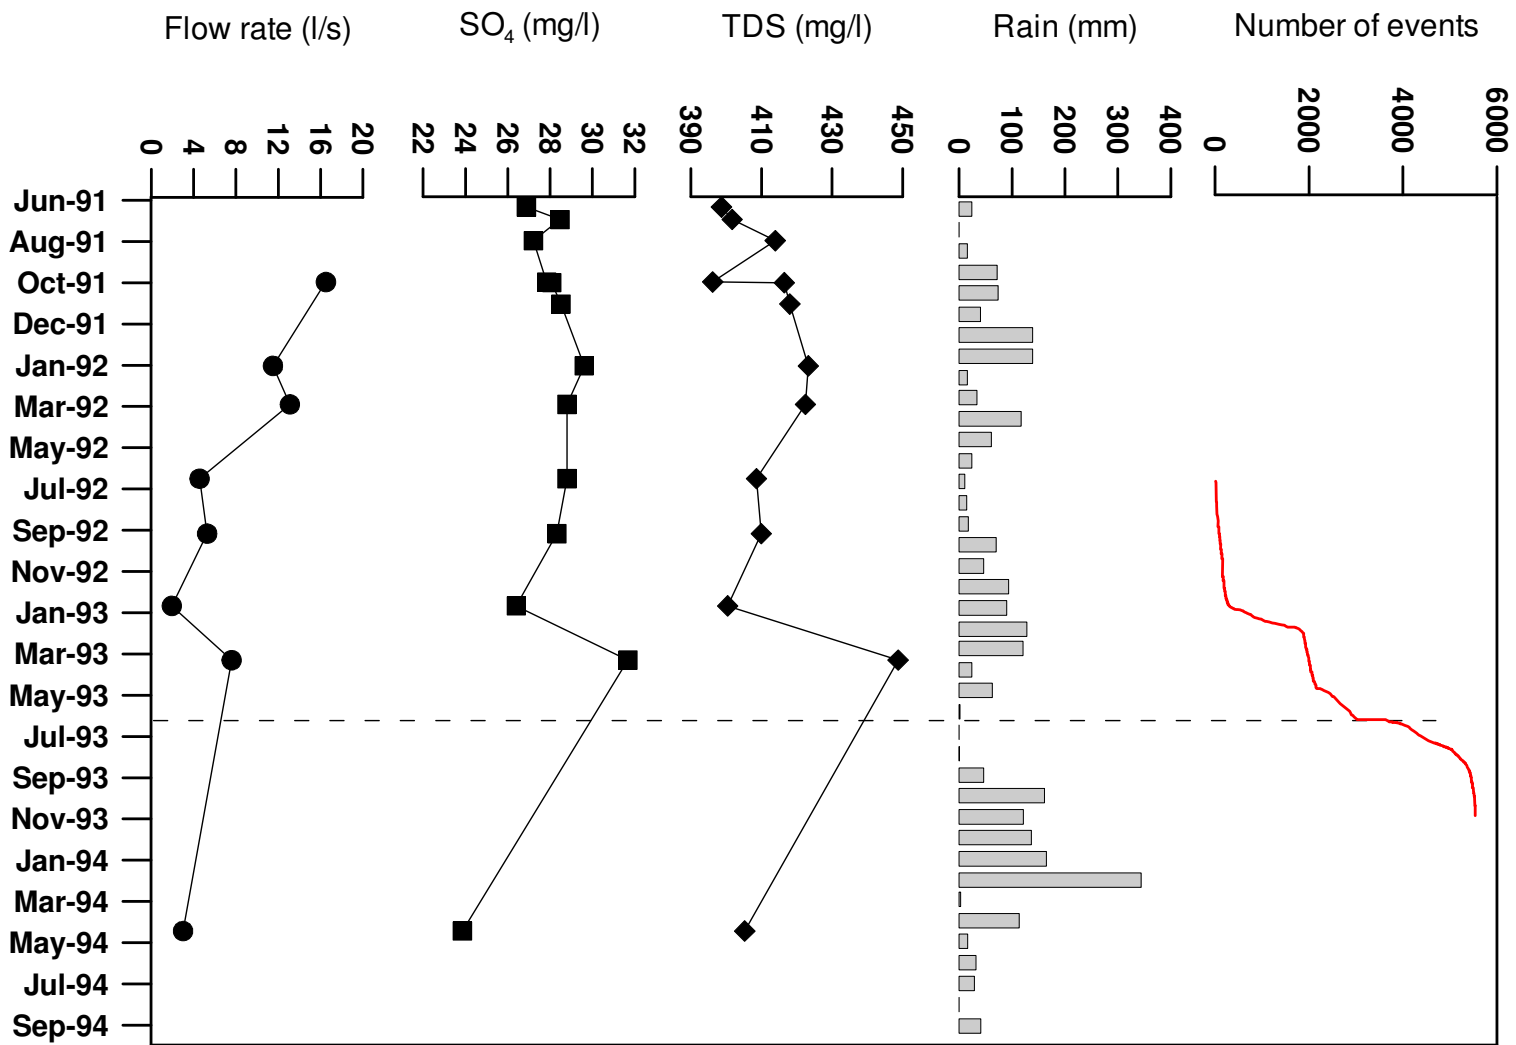 Flow rate (l/s) SO4 (mg/l) TDS (mg/l) Rain (mm) Number of events
0 4 8 12 16 20 22 24 26 28 30 32 390 410 430 450 0 100 200 300 400 0 2000 4000 6000
Jun-91
Aug-91
Oct-91
Dec-91
Jan-92
Mar-92
May-92
Jul-92
Sep-92
Nov-92
Jan-93
Mar-93
May-93
Jul-93
Sep-93
Nov-93
Jan-94
Mar-94
May-94
Jul-94
Sep-94